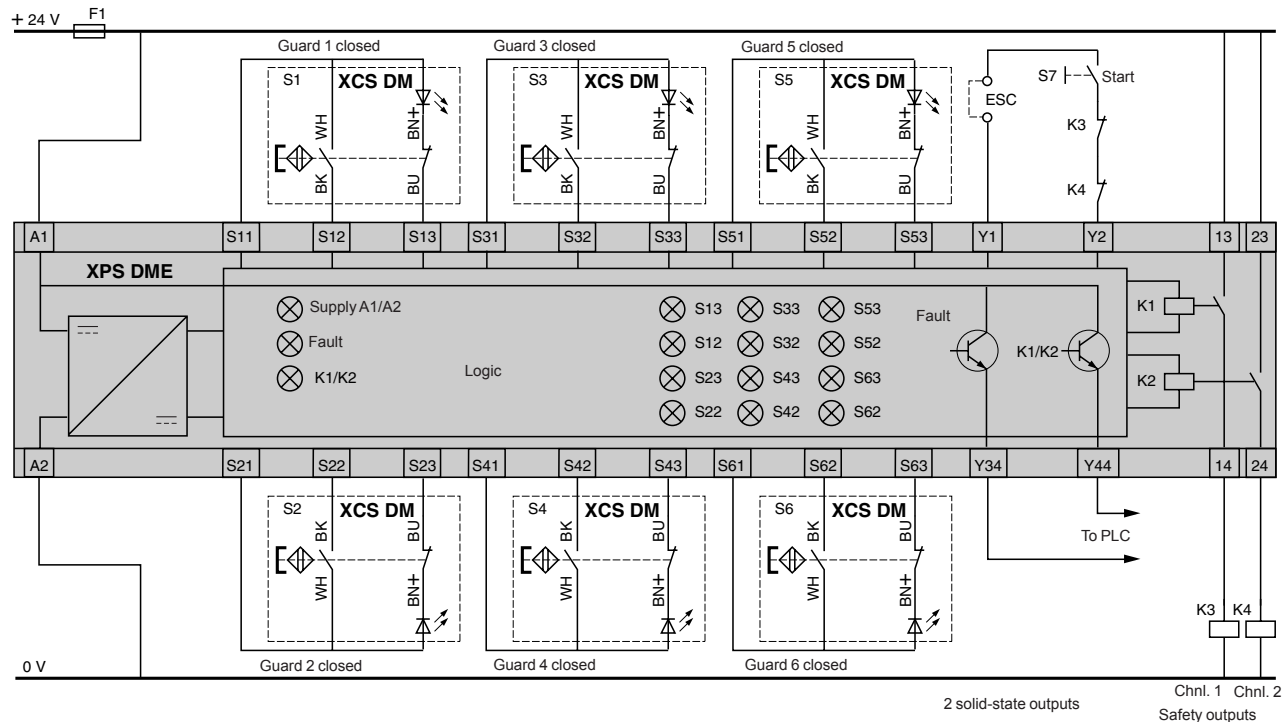 + 24 V
F1
Guard 1 closed
Guard 3 closed
Guard 5 closed
S1 XCS DM
S3 XCS DM
S5 XCS DM
S7
Start
ESC
K3
K4
WH
BN+
WH
BN+
WH
BN+
BK
BU
BK
BU
BK
BU
A1 S11 S12 S13 S31 S32 S33 S51 S52 S53 Y1 Y2 13 23
XPS DME
Supply A1/A2
Fault
K1/K2
Logic
S13 S33 S53
S12 S32 S52
S23 S43 S63
S22 S42 S62
Fault
K1/K2
K1
K2
A2 S21 S22 S23 S41 S42 S43 S61 S62 S63 Y34 Y44 14 24
S2 XCS DM
S4 XCS DM
S6 XCS DM
BK
BU
BK
BU
BK
BU
WH
BN+
WH
BN+
WH
BN+
To PLC
K3 K4
0 V
Guard 2 closed
Guard 4 closed
Guard 6 closed
2 solid-state outputs
Chnl. 1 Chnl. 2
Safety outputs